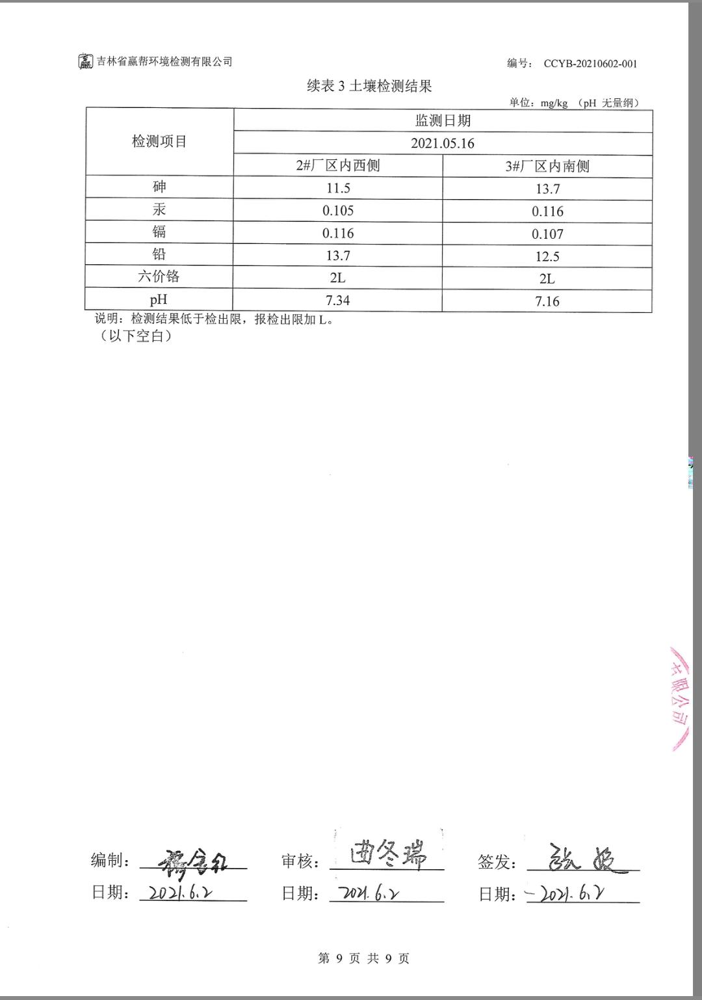 吉林省赢帮环境检测有限公司 编号： CCYB-20210602-001
续表 3 土壤检测结果
单位：mg/kg （pH 无量纲）
检测项目 监测日期
2021.05.16
2#厂区内西侧 3#厂区内南侧
砷 11.5 13.7
汞 0.105 0.116
镉 0.116 0.107
铅 13.7 12.5
六价铬 2L 2L
pH 7.34 7.16
说明：检测结果低于检出限，报检出限加 L。
（以下空白）
有限公司
编制： 审核：曲冬瑞 签发：张
日期：2021.6.2 日期：2021.6.2 日期：2021.6.2
第 9 页 共 9 页